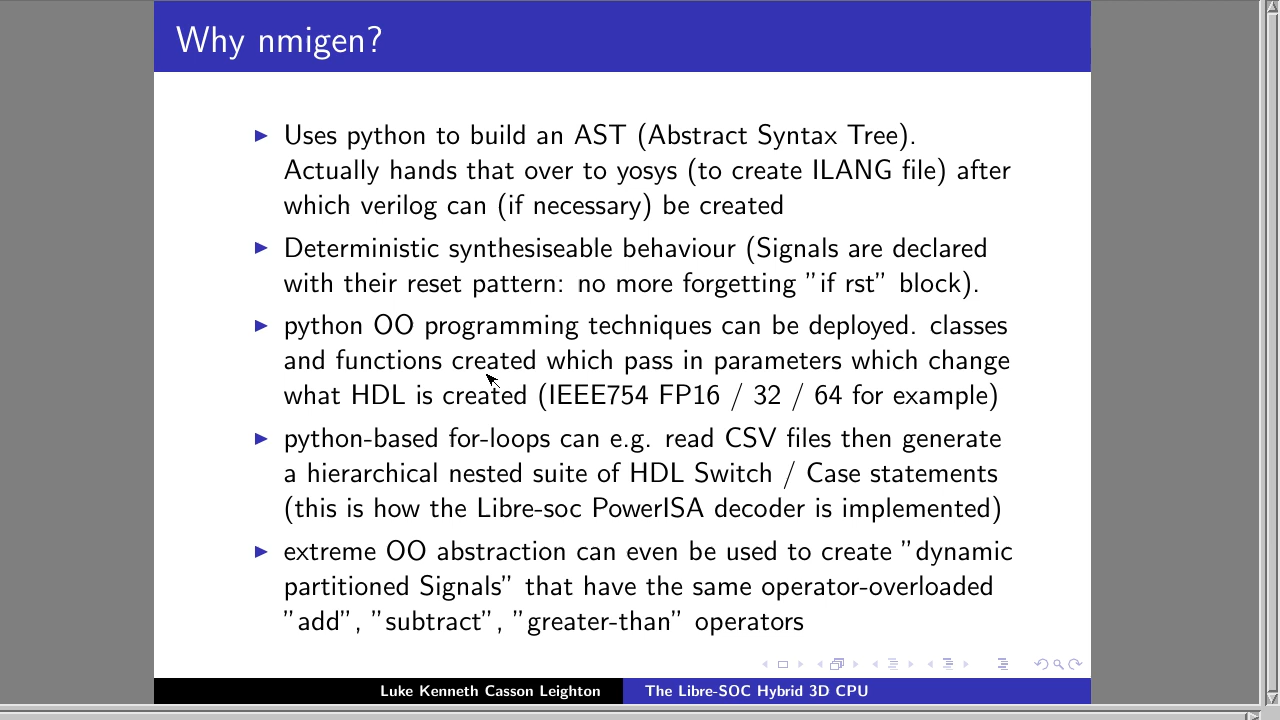 Why nmigen?
Uses python to build an AST (Abstract Syntax Tree).
Actually hands that over to yosys (to create ILANG file) after
which verilog can (if necessary) be created
Deterministic synthesiseable behaviour (Signals are declared
with their reset pattern: no more forgetting ”if rst” block).
python OO programming techniques can be deployed. classes
and functions created which pass in parameters which change
what HDL is created (IEEE754 FP16 / 32 / 64 for example)
python-based for-loops can e.g. read CSV files then generate
a hierarchical nested suite of HDL Switch / Case statements
(this is how the Libre-soc PowerISA decoder is implemented)
extreme OO abstraction can even be used to create ”dynamic
partitioned Signals” that have the same operator-overloaded
”add”, ”subtract”, ”greater-than” operators
Luke Kenneth Casson Leighton
The Libre-SOC Hybrid 3D CPU